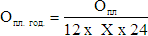 Опл. год. = Опл
12 х Х х 24